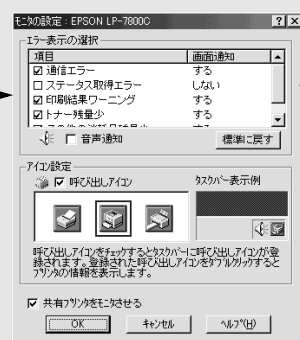 ﾓﾆﾀの設定：EPSON LP-7800C
エラー表示の選択
項目 画面通知
通信エラー する
ステータス取得エラー しない
印刷結果ワーニング する
トナー残量少 する
音声通知 標準に戻す
アイコン設定
呼び出しアイコン タスクバー表示例
呼び出しアイコンをチェックするとタスクバーに呼び出しアイコンが登
録されます。登録された呼び出しアイコンをダブルクリックすると
プリンタの情報を表示します。
共有プリンタをモニタさせる
OK キャンセル ヘルプ(H)